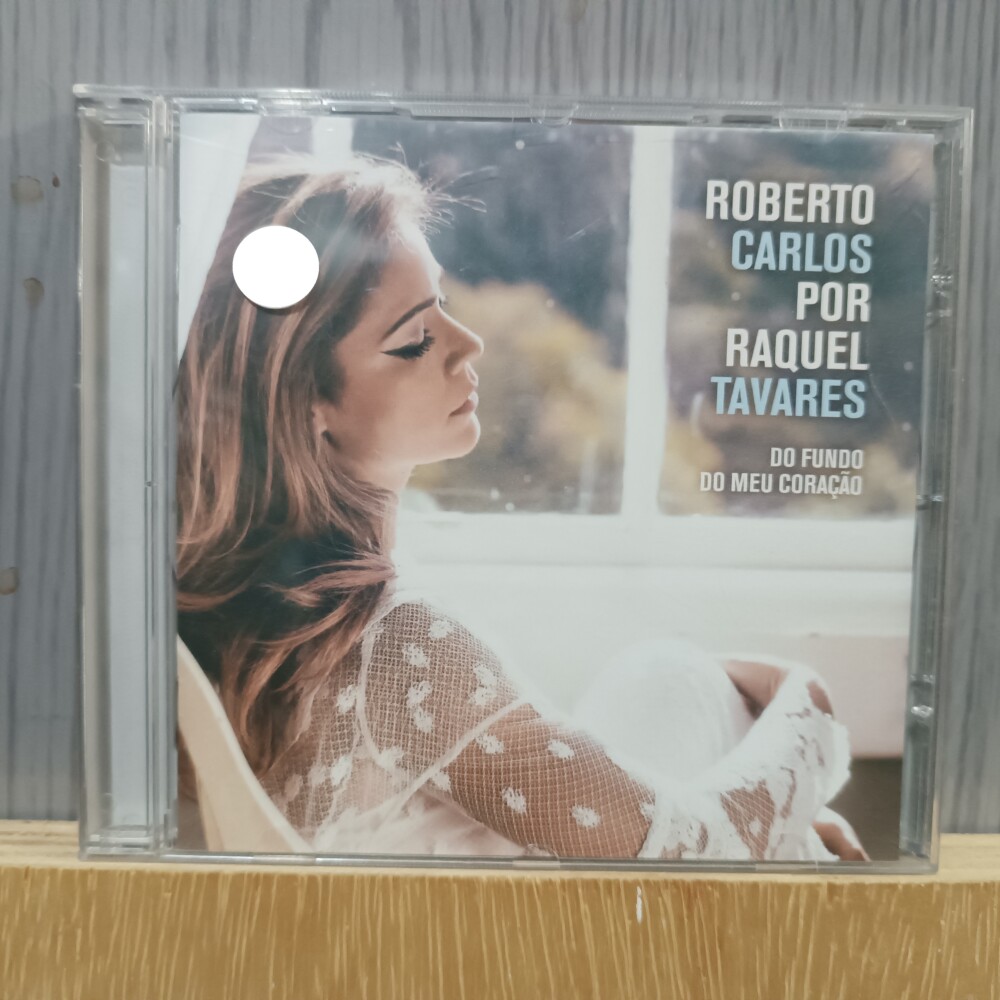 ROBERTO
CARLOS
POR
RAQUEL
TAVARES
DO FUNDO
DO MEU CORAÇÃO